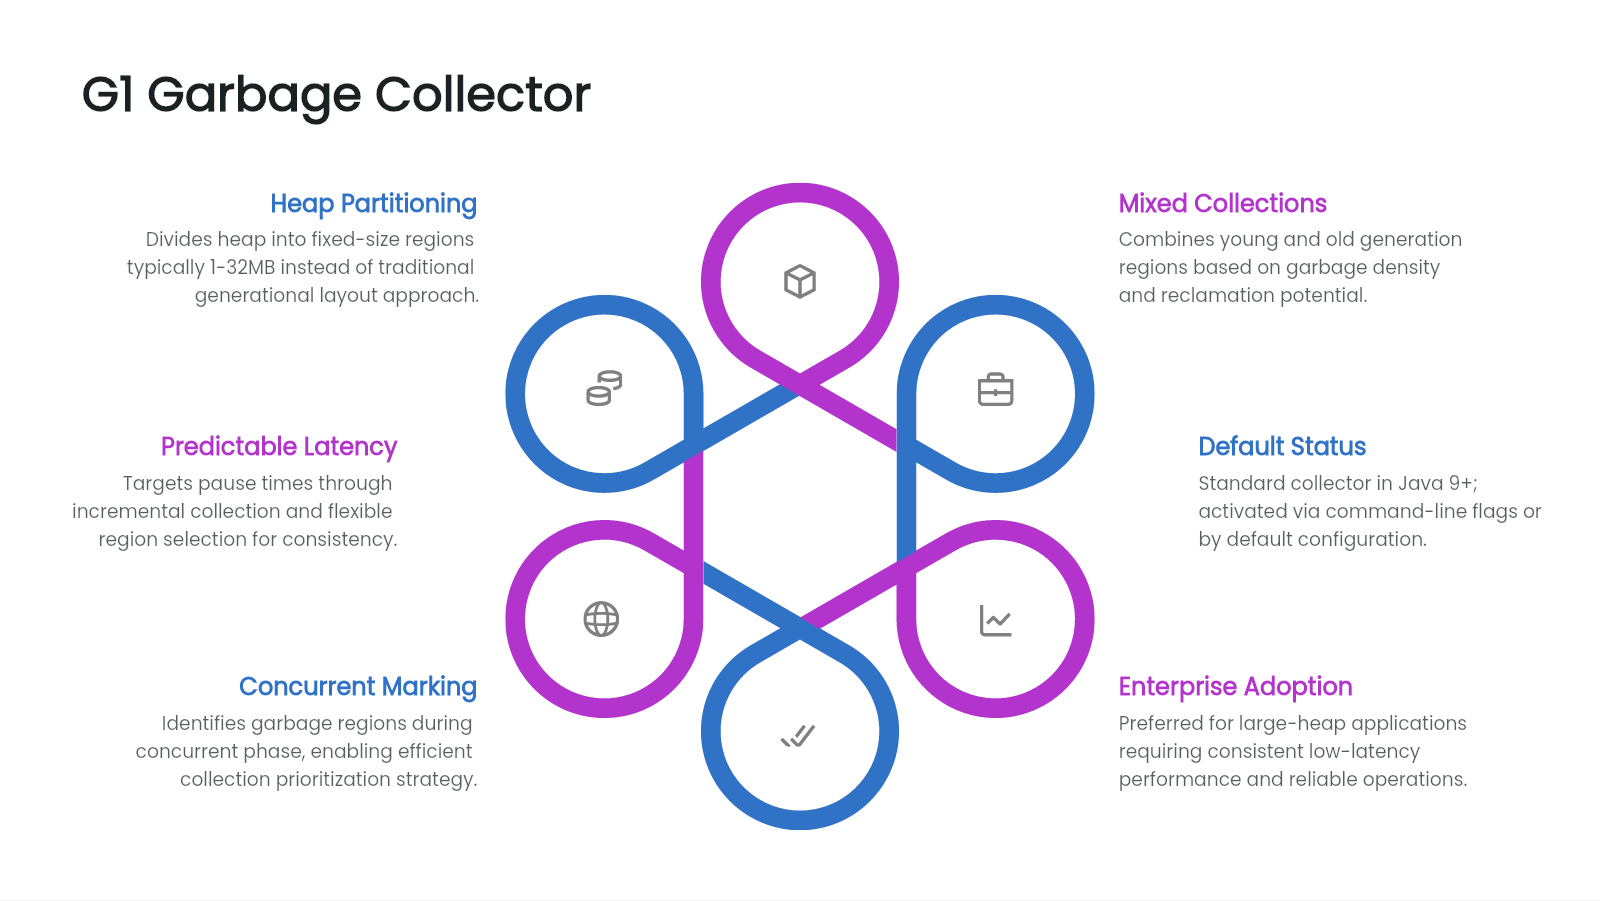 G1 Garbage Collector
Heap Partitioning
Divides heap into fixed-size regions
typically 1-32MB instead of traditional
generational layout approach.
Predictable Latency
Targets pause times through
incremental collection and flexible
region selection for consistency.
Concurrent Marking
Identifies garbage regions during
concurrent phase, enabling efficient
collection prioritization strategy.
Mixed Collections
Combines young and old generation
regions based on garbage density
and reclamation potential.
Default Status
Standard collector in Java 9+;
activated via command-line flags or
by default configuration.
Enterprise Adoption
Preferred for large-heap applications
requiring consistent low-latency
performance and reliable operations.